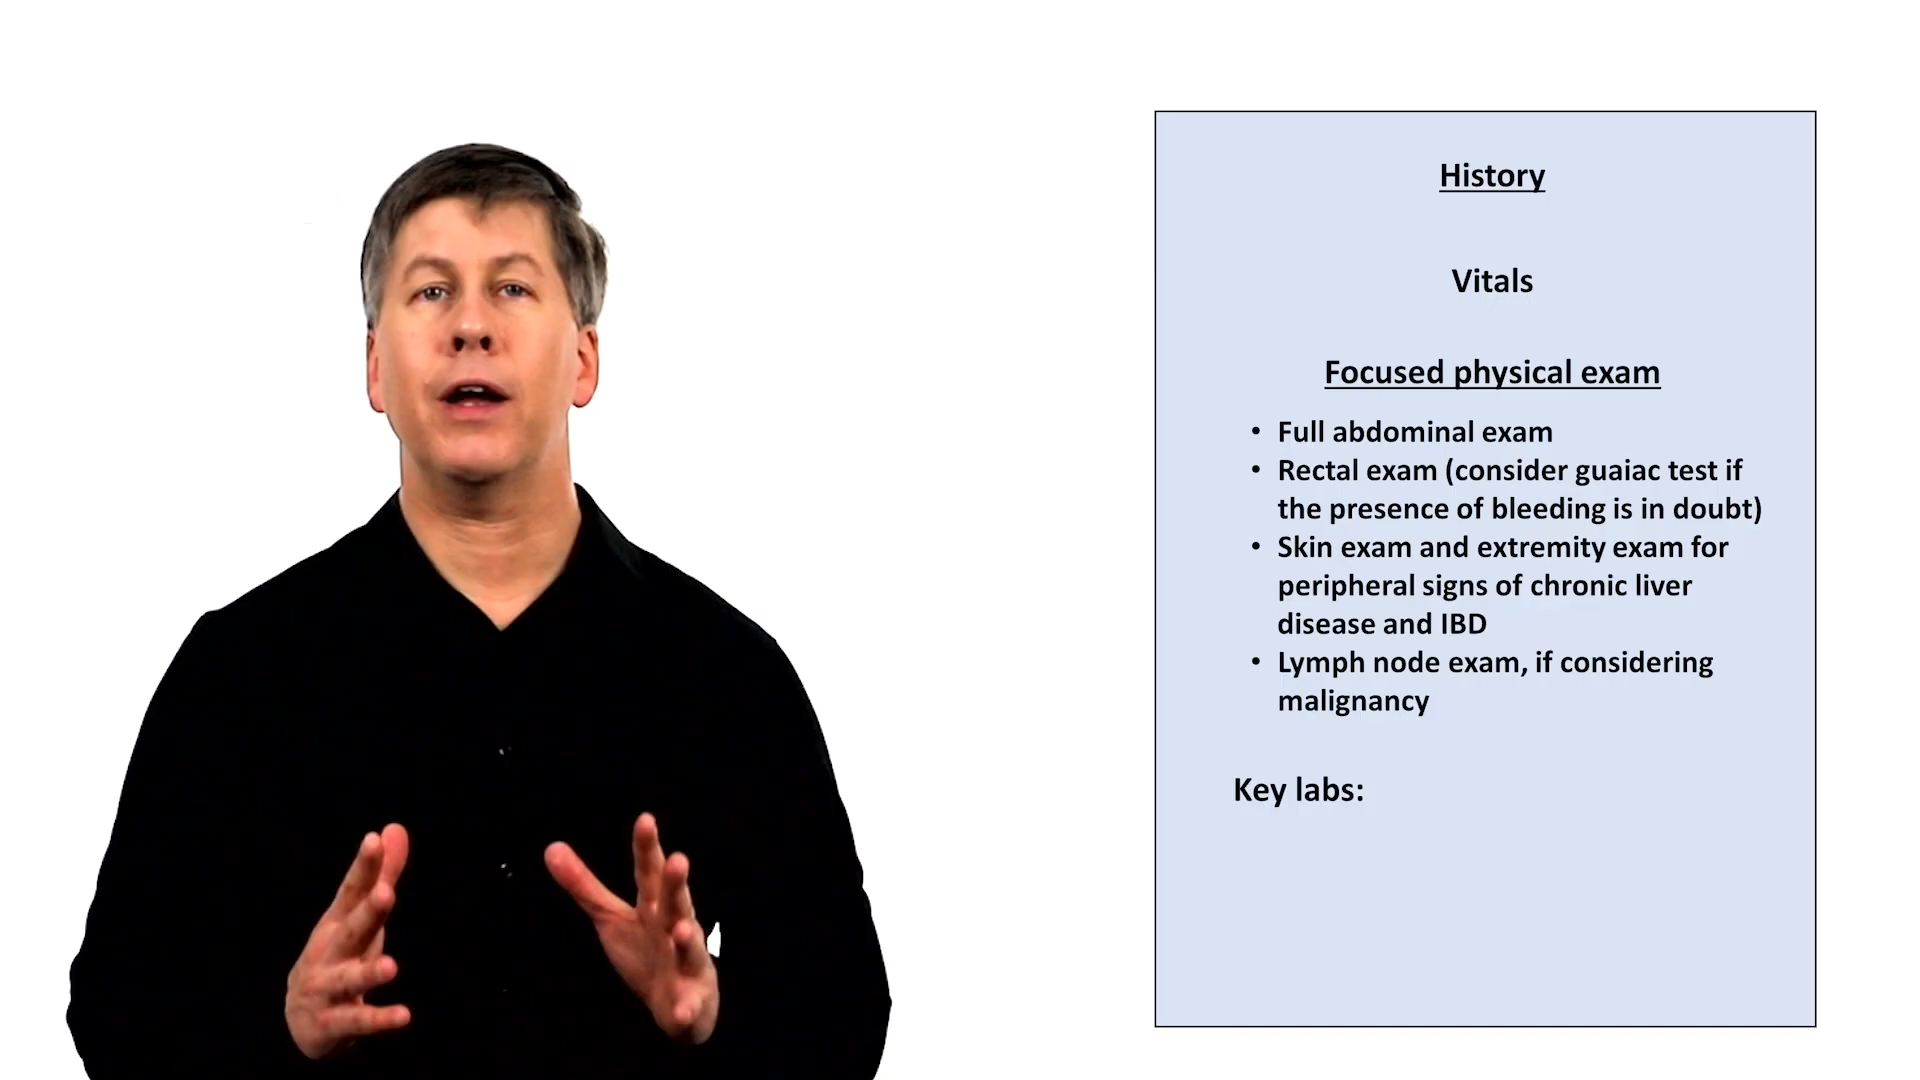 History
Vitals
Focused physical exam
• Full abdominal exam
• Rectal exam (consider guaiac test if
the presence of bleeding is in doubt)
• Skin exam and extremity exam for
peripheral signs of chronic liver
disease and IBD
• Lymph node exam, if considering
malignancy
Key labs: